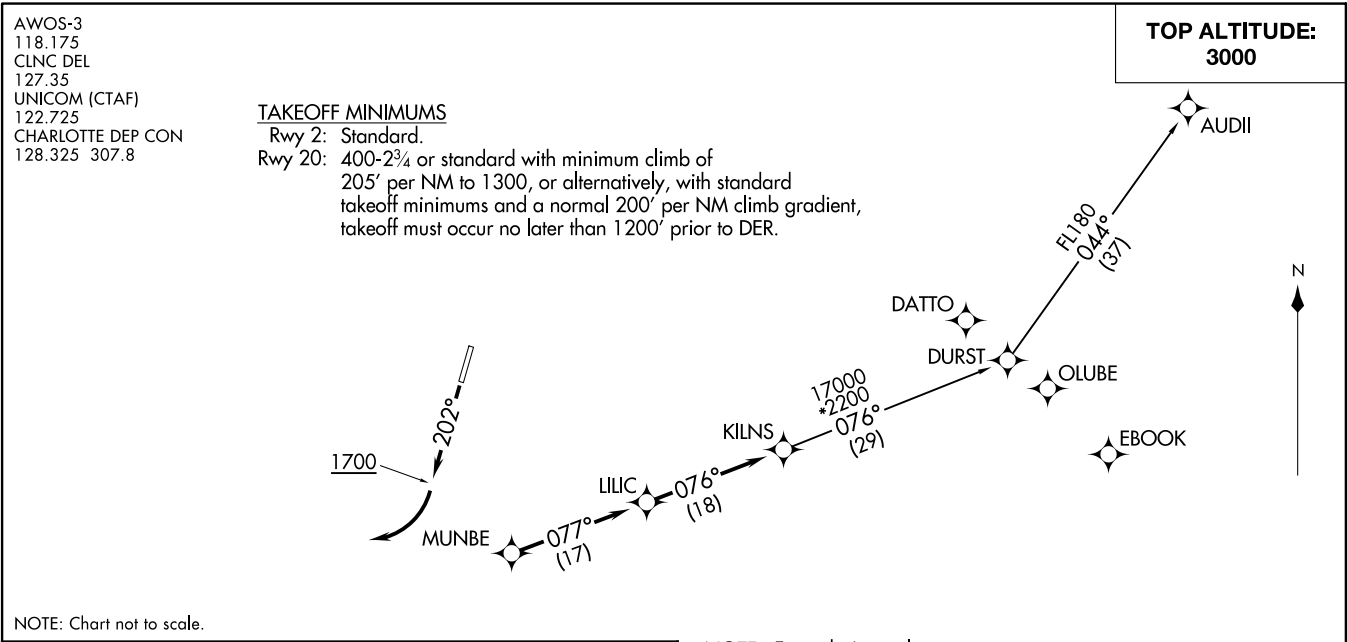 AWOS-3
118.175
CLNC DEL
127.35
UNICOM (CTAF)
122.725
CHARLOTTE DEP CON
128.325 307.8
TOP ALTITUDE:
3000
TAKEOFF MINIMUMS
Rwy 2: Standard.
Rwy 20: 400-2¾ or standard with minimum climb of
205' per NM to 1300, or alternatively, with standard
takeoff minimums and a normal 200' per NM climb gradient,
takeoff must occur no later than 1200' prior to DER.
AUDII
FL180
044°
(37)
N
DATTO
DURST
OLUBE
17000
*2200
076°
(29)
KILNS
EBOOK
202°
1700
LILIC
076°
(18)
MUNBE
077°
(17)
NOTE: Chart not to scale.